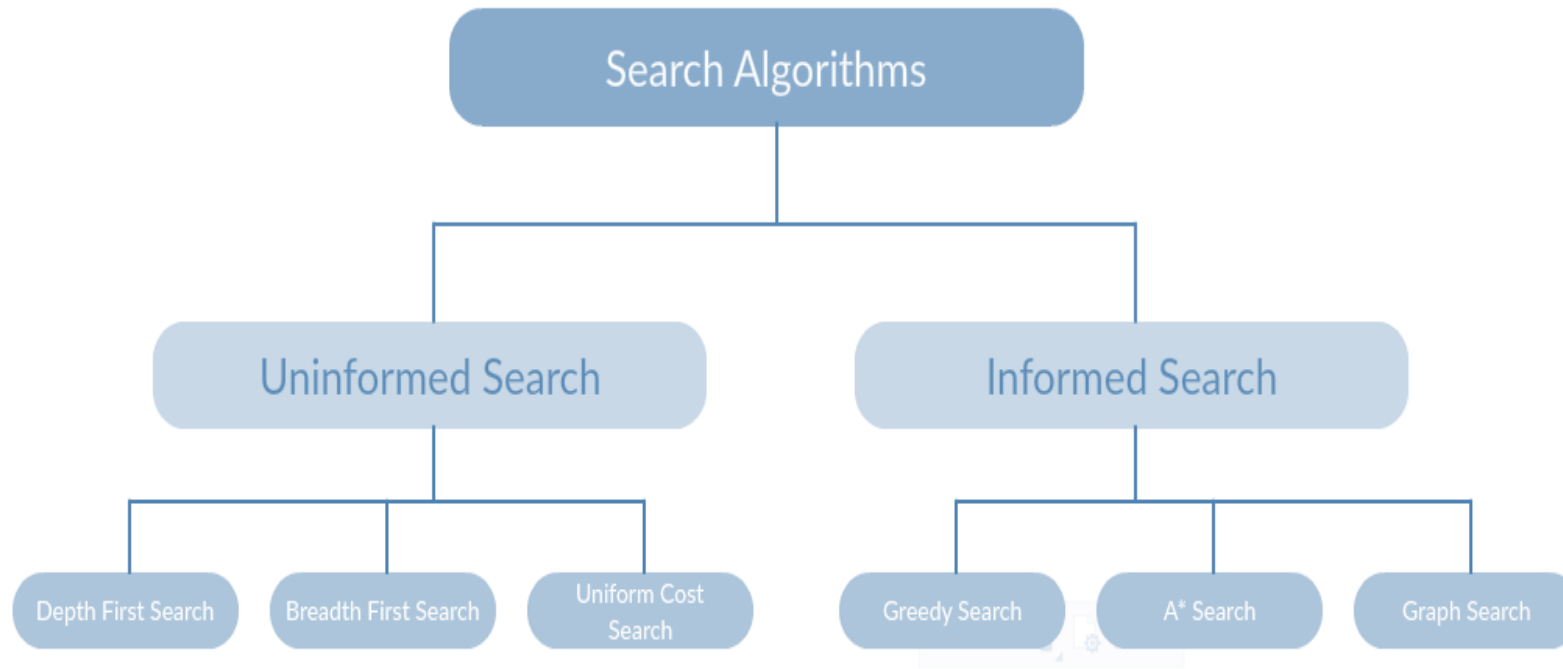 Search Algorithms
Uninformed Search
Informed Search
Depth First Search
Breadth First Search
Uniform Cost
Search
Greedy Search
A* Search
Graph Search